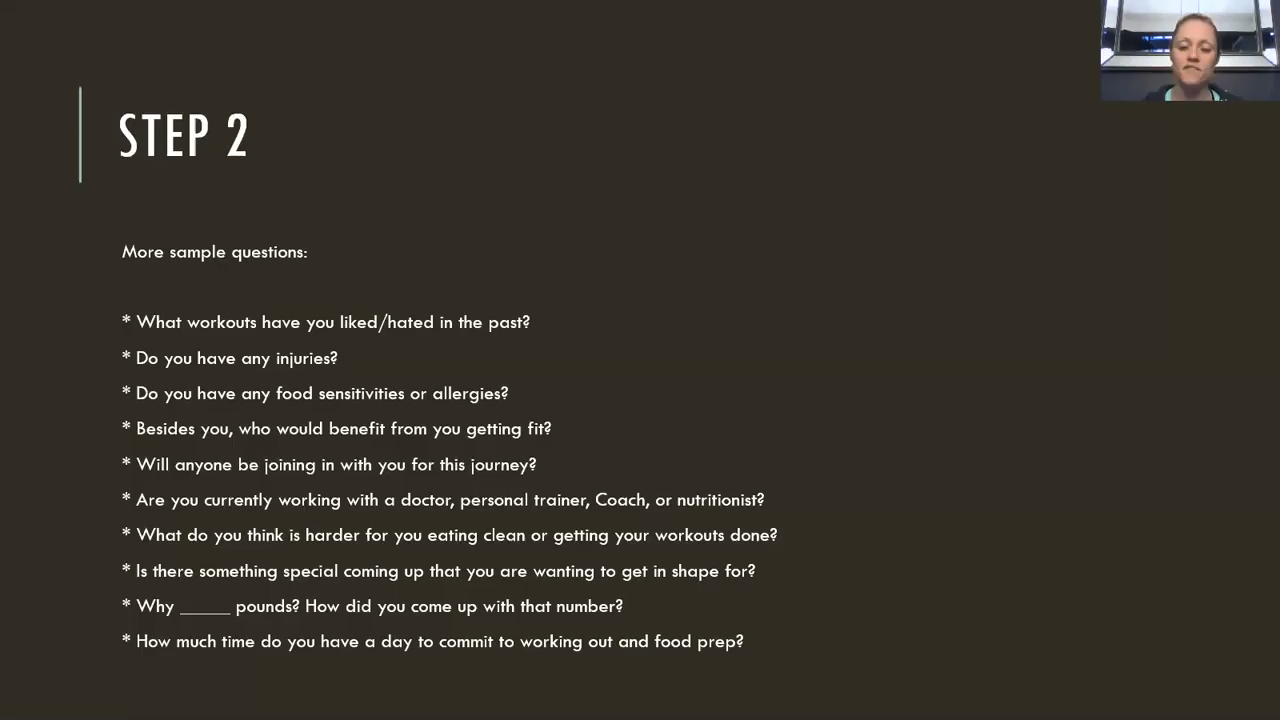 STEP 2
More sample questions:
* What workouts have you liked/hated in the past?
* Do you have any injuries?
* Do you have any food sensitivities or allergies?
* Besides you, who would benefit from you getting fit?
* Will anyone be joining in with you for this journey?
* Are you currently working with a doctor, personal trainer, Coach, or nutritionist?
* What do you think is harder for you eating clean or getting your workouts done?
* Is there something special coming up that you are wanting to get in shape for?
* Why _____ pounds? How did you come up with that number?
* How much time do you have a day to commit to working out and food prep?